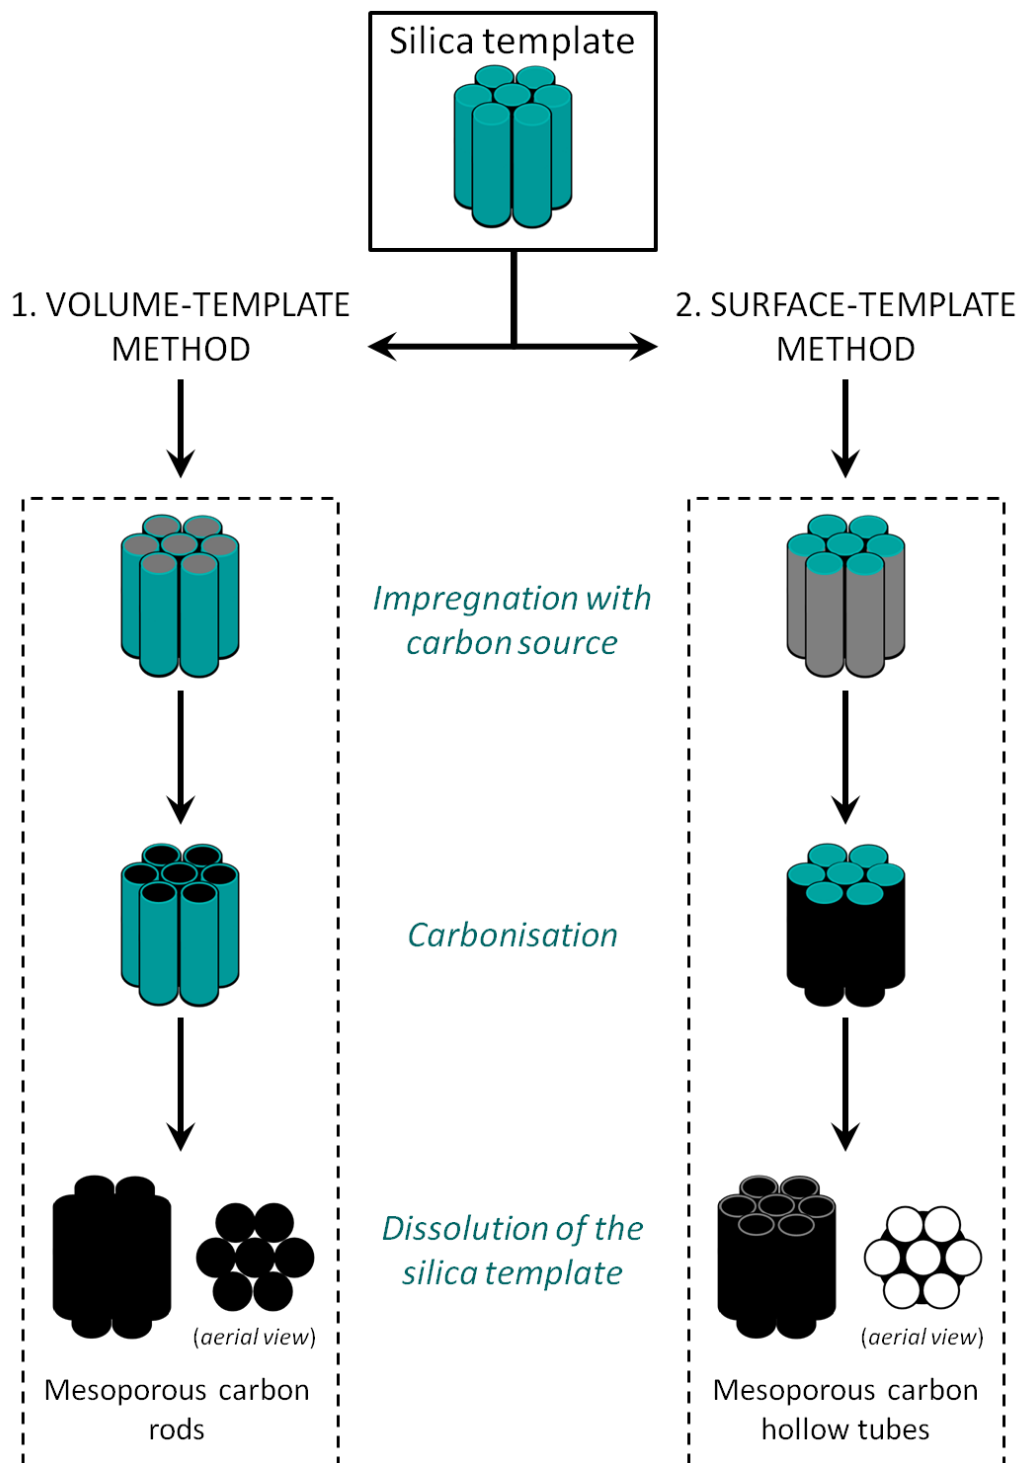 Silica template
1. VOLUME-TEMPLATE
METHOD
2. SURFACE-TEMPLATE
METHOD
Impregnation with
carbon source
Carbonisation
Dissolution of the
silica template
(aerial view)
Mesoporous carbon
rods
(aerial view)
Mesoporous carbon
hollow tubes